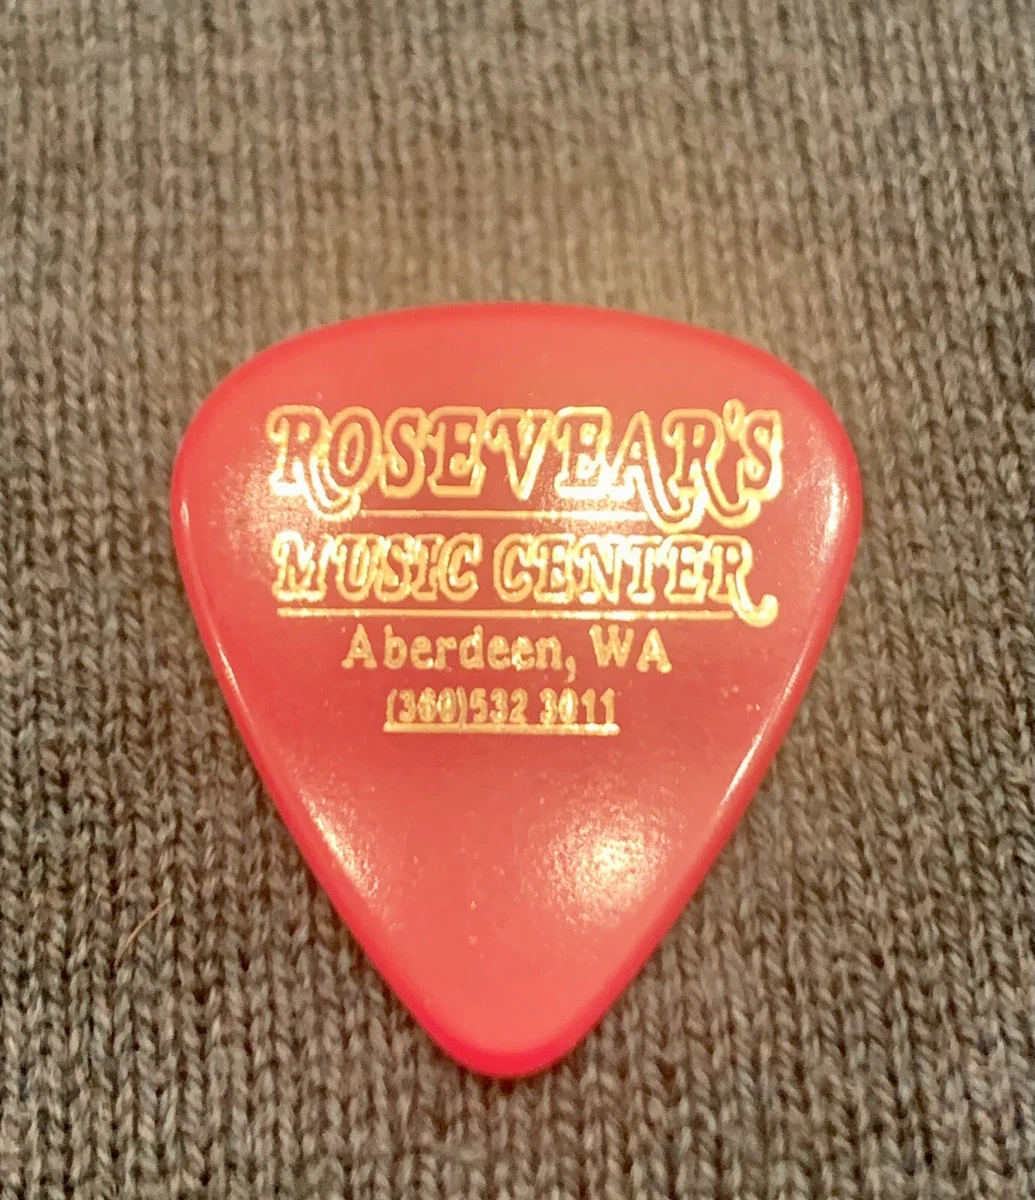 ROSEVEAR'S
MUSIC CENTER
Aberdeen, WA
(360)532 3011